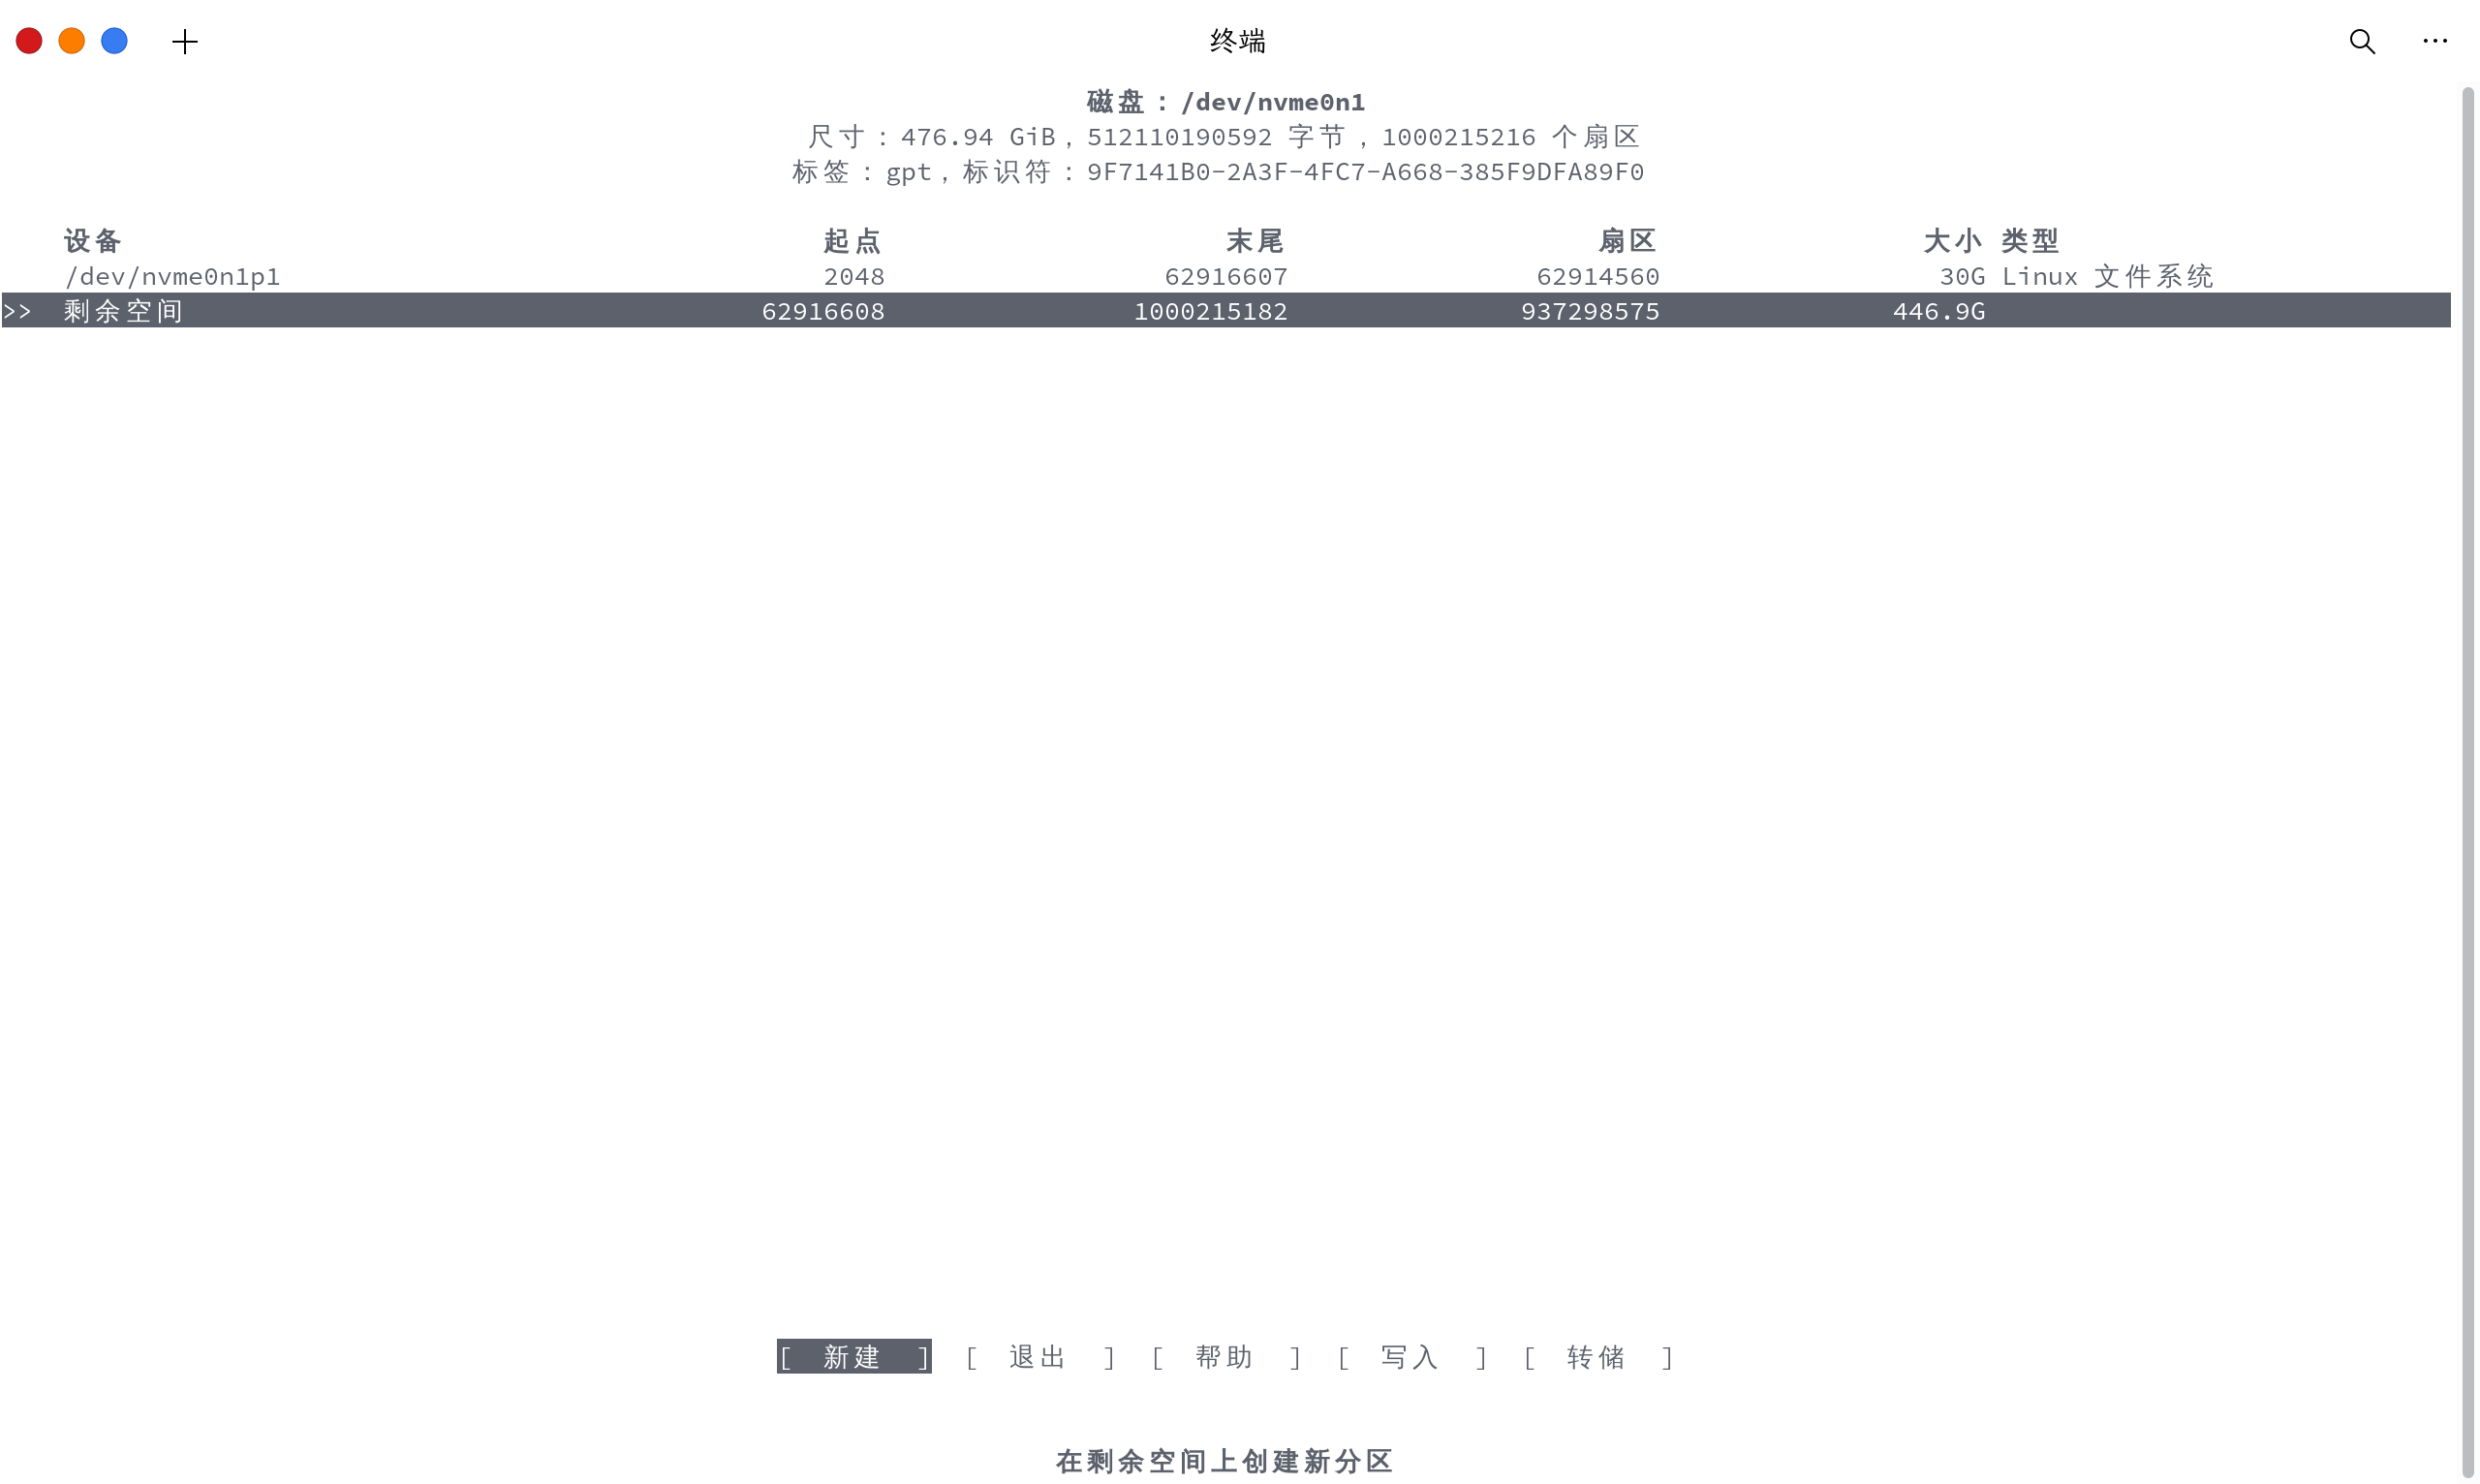 终端
磁盘：/dev/nvme0n1
尺寸：476.94 GiB，512110190592 字节，1000215216 个扇区
标签：gpt，标识符：9F7141B0-2A3F-4FC7-A668-385F9DFA89F0
设备 起点 末尾 扇区 大小 类型
/dev/nvme0n1p1 2048 62916607 62914560 30G Linux 文件系统
>> 剩余空间 62916608 1000215182 937298575 446.9G
[ 新建 ] [ 退出 ] [ 帮助 ] [ 写入 ] [ 转储 ]
在剩余空间上创建新分区